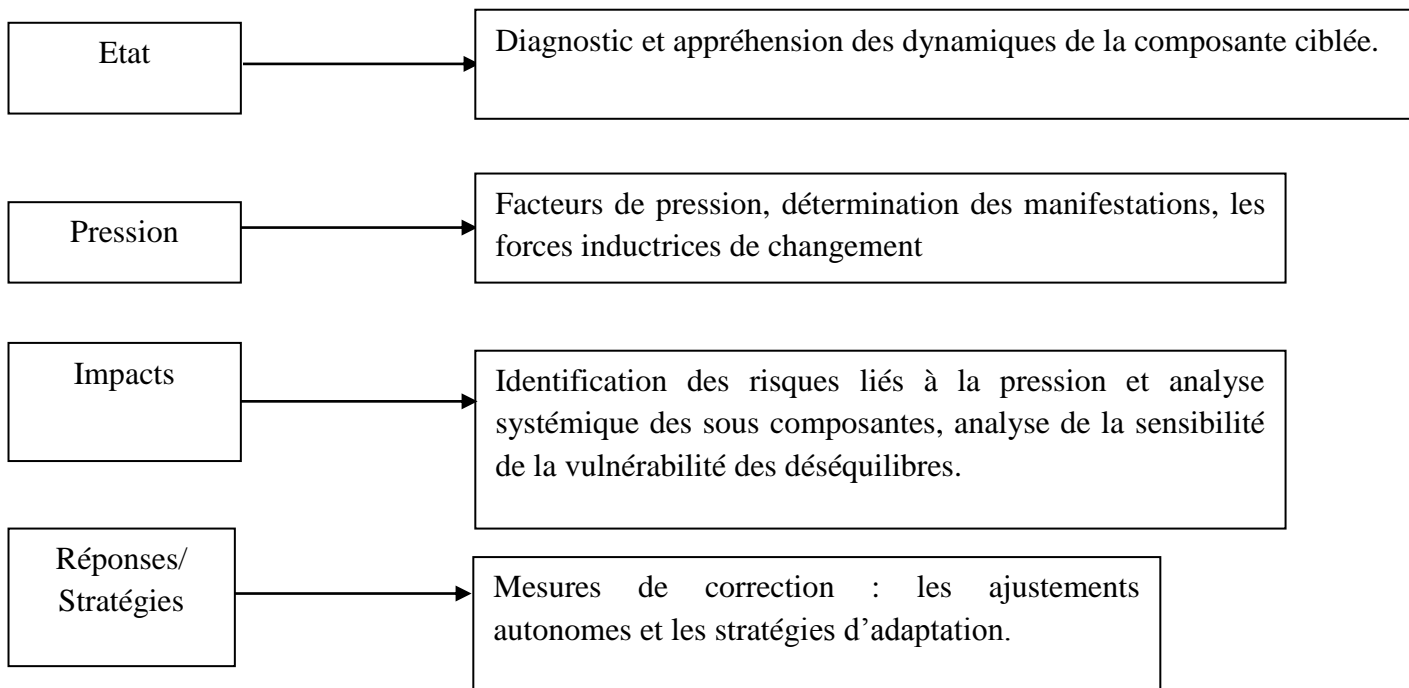 Etat
Diagnostic et appréhension des dynamiques de la composante ciblée.
Pression
Facteurs de pression, détermination des manifestations, les
forces inductrices de changement
Impacts
Identification des risques liés à la pression et analyse
systémique des sous composantes, analyse de la sensibilité
de la vulnérabilité des déséquilibres.
Réponses/
Stratégies
Mesures de correction : les ajustements
autonomes et les stratégies d’adaptation.